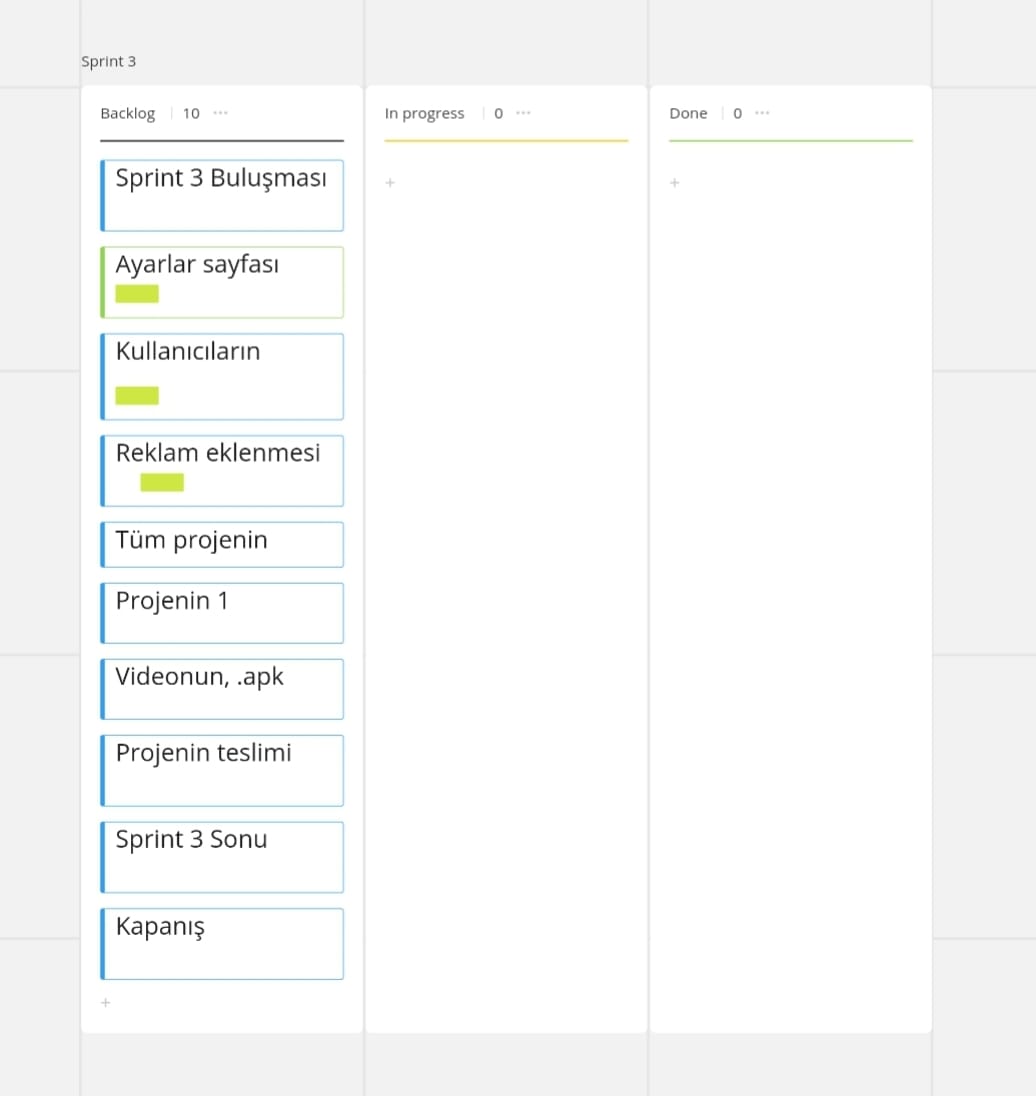 Sprint 3
Backlog 10 ...
In progress 0 ...
Done 0 ...
Sprint 3 Buluşması
+
+
Ayarlar sayfası
Kullanıcıların
Reklam eklenmesi
Tüm projenin
Projenin 1
Videonun, .apk
Projenin teslimi
Sprint 3 Sonu
Kapanış
+